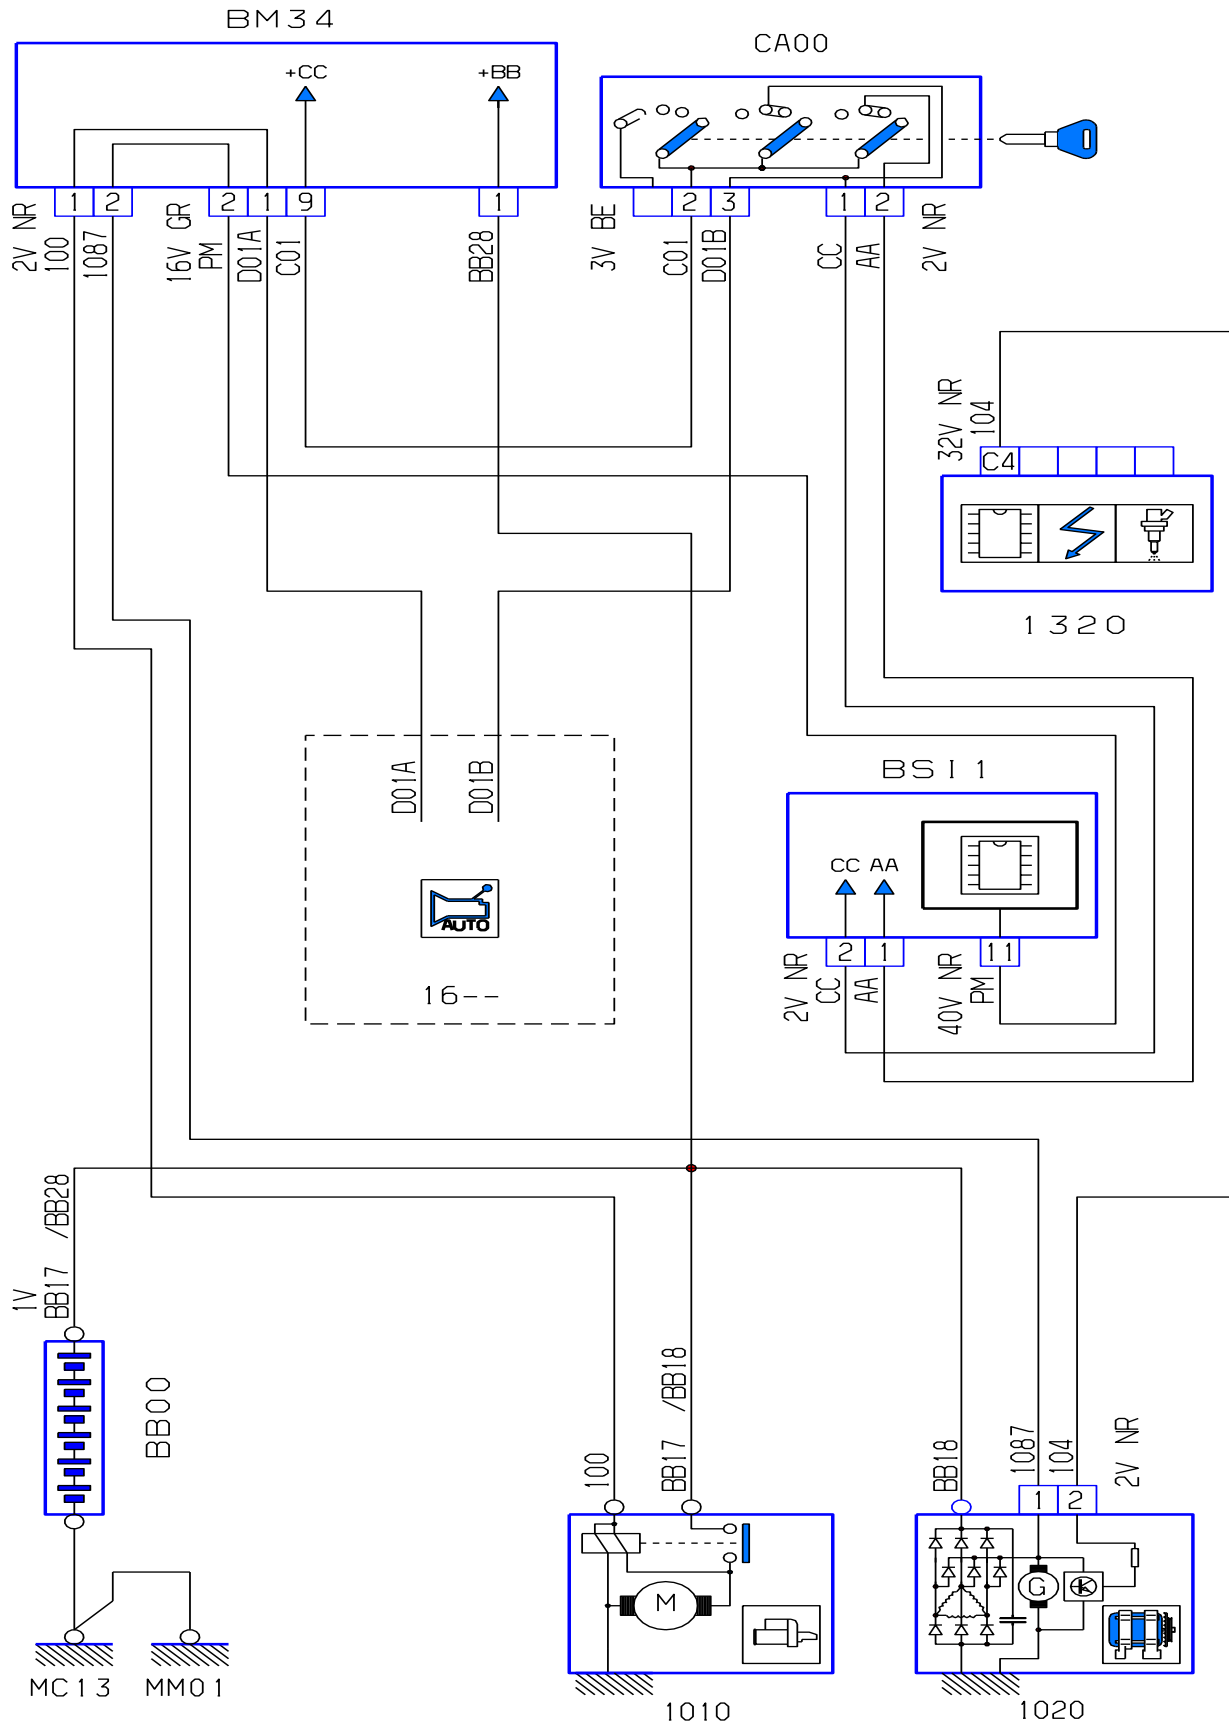 BM34
CA00
+CC
+BB
1 2 2 1 9 1
2 3 1 2
2V NR
100
1087
16V GR
PM
D01A
C01
BB28
3V BE
C01
D01B
CC
AA
2V NR
32V NR
104
C4
1320
BSI1
CC AA
2 1 11
2V NR
CC
AA
40V NR
PM
D01A
D01B
AUTO
16--
1V
BB17 /BB28
BB00
100
BB17 /BB18
BB18
1087
104
2V NR
1 2
M
G
MC13
MM01
1010
1020